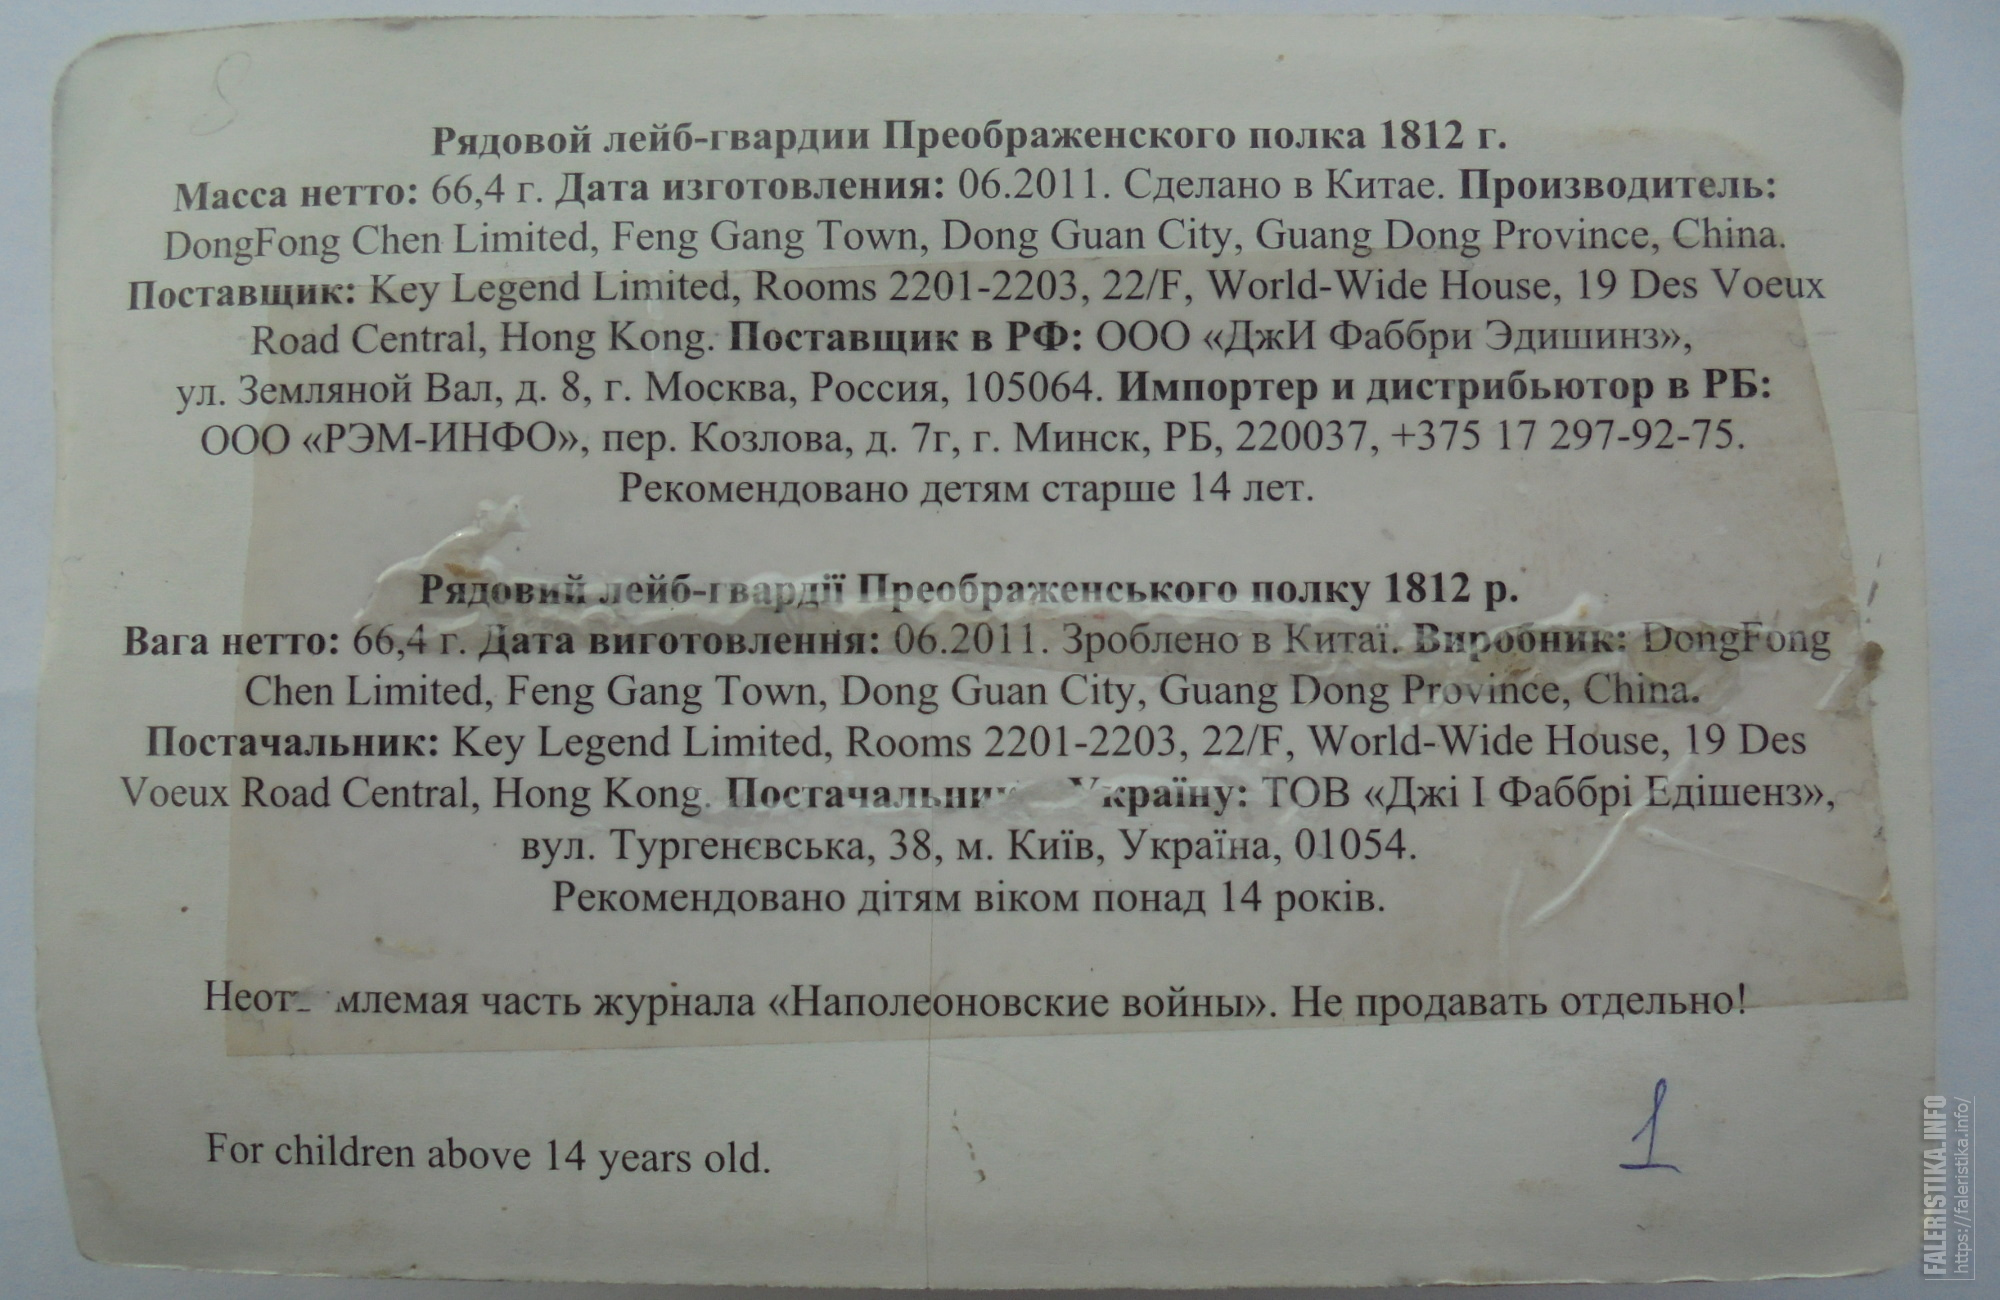 Рядовой лейб-гвардии Преображенского полка 1812 г.
Масса нетто: 66,4 г. Дата изготовления: 06.2011. Сделано в Китае. Производитель:
DongFong Chen Limited, Feng Gang Town, Dong Guan City, Guang Dong Province, China.
Поставщик: Key Legend Limited, Rooms 2201-2203, 22/F, World-Wide House, 19 Des Voeux
Road Central, Hong Kong. Поставщик в РФ: ООО «ДжИ Фаббри Эдишинз»,
ул. Земляной Вал, д. 8, г. Москва, Россия, 105064. Импортер и дистрибьютор в РБ:
ООО «РЭМ-ИНФО», пер. Козлова, д. 7г, г. Минск, РБ, 220037, +375 17 297-92-75.
Рекомендовано детям старше 14 лет.
Рядовий лейб-гвардії Преображенського полку 1812 р.
Вага нетто: 66,4 г. Дата виготовлення: 06.2011. Зроблено в Китаї. Виробник: DongFong
Chen Limited, Feng Gang Town, Dong Guan City, Guang Dong Province, China.
Постачальник: Key Legend Limited, Rooms 2201-2203, 22/F, World-Wide House, 19 Des
Voeux Road Central, Hong Kong. Україну: ТОВ «Джі І Фаббрі Едішенз»,
вул. Тургенєвська, 38, м. Київ, Україна, 01054.
Рекомендовано дітям віком понад 14 років.
часть журнала «Наполеоновские войны». Не продавать отдельно!
For children above 14 years old.
1
FALERISTIKA.INFO
https://faleristika.info/